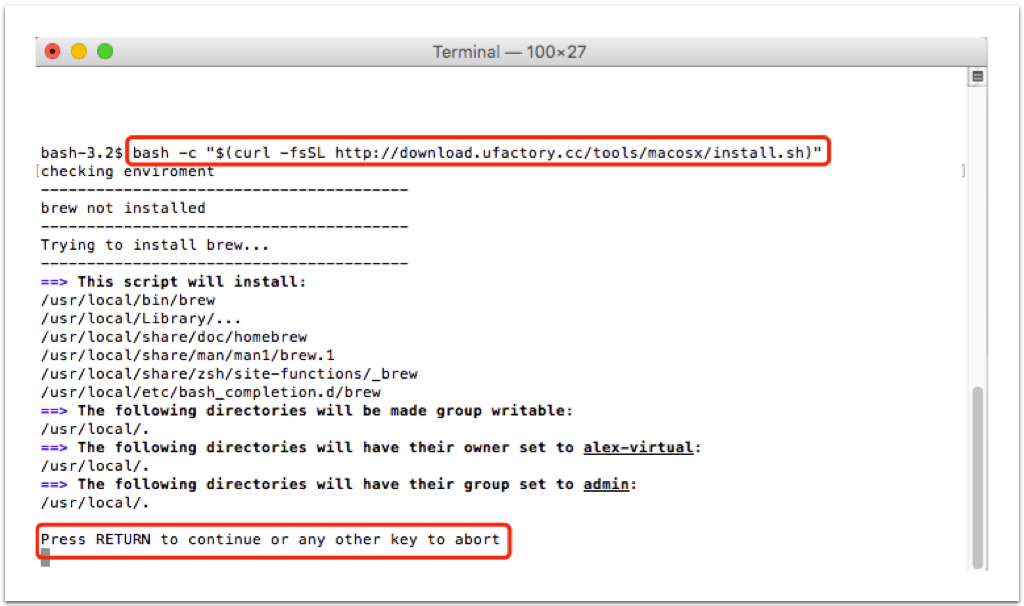 Terminal — 100×27
bash-3.2$ bash -c "$(curl -fsSL http://download.ufactory.cc/tools/macosx/install.sh)"
[checking enviroment ]
----------------------------------------
brew not installed
----------------------------------------
Trying to install brew...
----------------------------------------
==> This script will install:
/usr/local/bin/brew
/usr/local/Library/...
/usr/local/share/doc/homebrew
/usr/local/share/man/man1/brew.1
/usr/local/share/zsh/site-functions/_brew
/usr/local/etc/bash_completion.d/brew
==> The following directories will be made group writable:
/usr/local/.
==> The following directories will have their owner set to alex-virtual:
/usr/local/.
==> The following directories will have their group set to admin:
/usr/local/.
Press RETURN to continue or any other key to abort